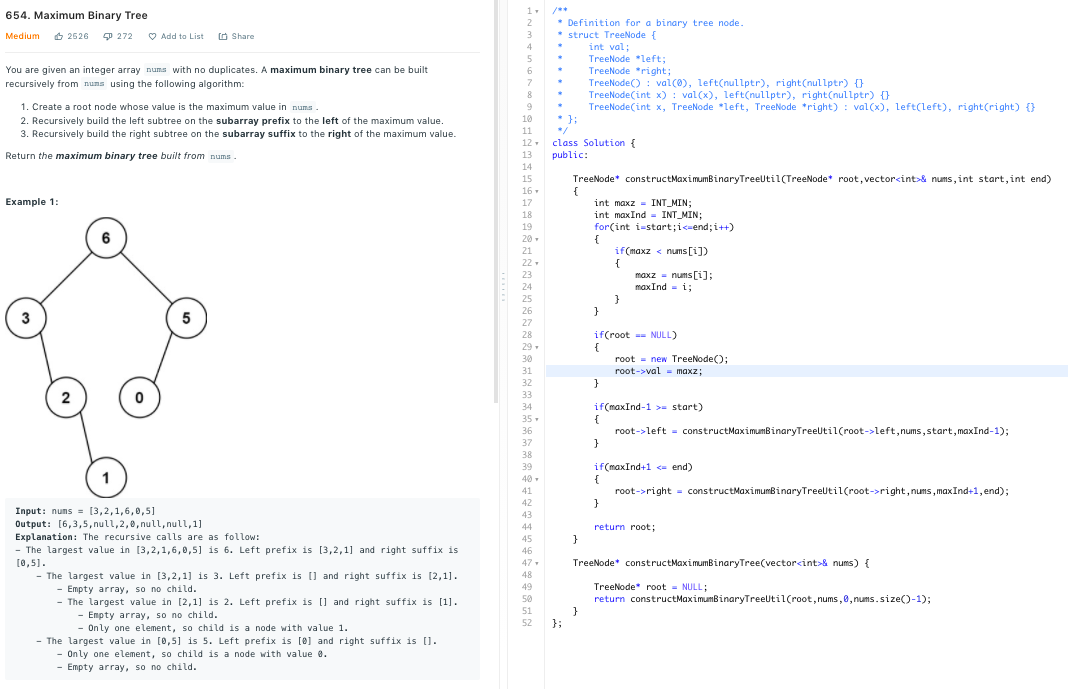 654. Maximum Binary Tree
Medium 2526 272 Add to List Share
You are given an integer array nums with no duplicates. A maximum binary tree can be built
recursively from nums using the following algorithm:
1. Create a root node whose value is the maximum value in nums .
2. Recursively build the left subtree on the subarray prefix to the left of the maximum value.
3. Recursively build the right subtree on the subarray suffix to the right of the maximum value.
Return the maximum binary tree built from nums .
Example 1:
6
3
5
2
0
1
Input: nums = [3,2,1,6,0,5]
Output: [6,3,5,null,2,0,null,null,1]
Explanation: The recursive calls are as follow:
- The largest value in [3,2,1,6,0,5] is 6. Left prefix is [3,2,1] and right suffix is
[0,5].
- The largest value in [3,2,1] is 3. Left prefix is [] and right suffix is [2,1].
- Empty array, so no child.
- The largest value in [2,1] is 2. Left prefix is [] and right suffix is [1].
- Empty array, so no child.
- Only one element, so child is a node with value 1.
- The largest value in [0,5] is 5. Left prefix is [0] and right suffix is [].
- Only one element, so child is a node with value 0.
- Empty array, so no child.
1 /**
2 * Definition for a binary tree node.
3 * struct TreeNode {
4 * int val;
5 * TreeNode *left;
6 * TreeNode *right;
7 * TreeNode() : val(0), left(nullptr), right(nullptr) {}
8 * TreeNode(int x) : val(x), left(nullptr), right(nullptr) {}
9 * TreeNode(int x, TreeNode *left, TreeNode *right) : val(x), left(left), right(right) {}
10 * };
11 */
12 class Solution {
13 public:
14
15 TreeNode* constructMaximumBinaryTreeUtil(TreeNode* root,vector<int>& nums,int start,int end)
16 {
17 int maxz = INT_MIN;
18 int maxInd = INT_MIN;
19 for(int i=start;i<=end;i++)
20 {
21 if(maxz < nums[i])
22 {
23 maxz = nums[i];
24 maxInd = i;
25 }
26 }
27
28 if(root == NULL)
29 {
30 root = new TreeNode();
31 root->val = maxz;
32 }
33
34 if(maxInd-1 >= start)
35 {
36 root->left = constructMaximumBinaryTreeUtil(root->left,nums,start,maxInd-1);
37 }
38
39 if(maxInd+1 <= end)
40 {
41 root->right = constructMaximumBinaryTreeUtil(root->right,nums,maxInd+1,end);
42 }
43
44 return root;
45 }
46
47 TreeNode* constructMaximumBinaryTree(vector<int>& nums) {
48
49 TreeNode* root = NULL;
50 return constructMaximumBinaryTreeUtil(root,nums,0,nums.size()-1);
51 }
52 };